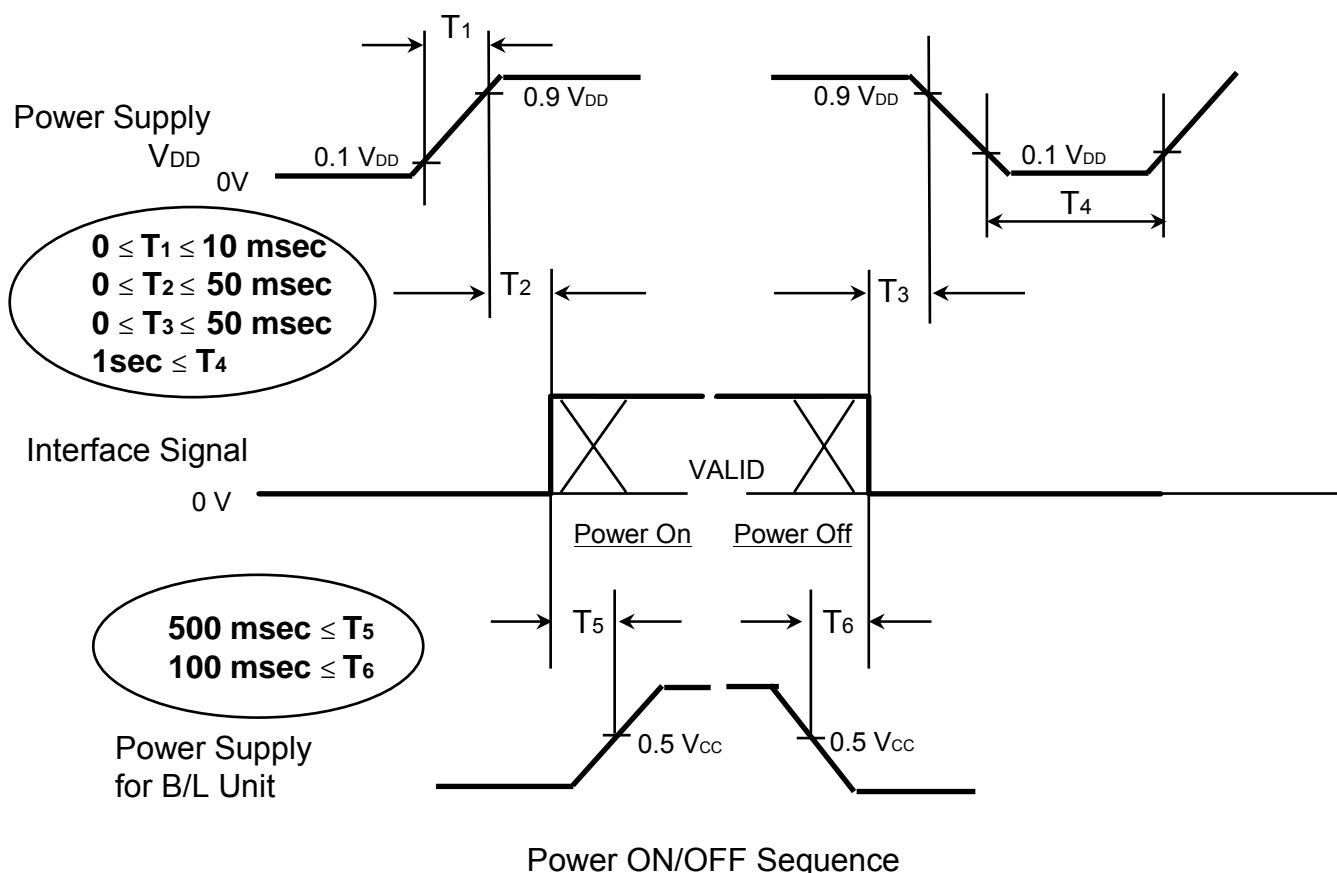 T1
0.9 VDD
0.9 VDD
Power Supply
VDD
0.1 VDD
0.1 VDD
0V
T4
0 ≤ T1 ≤ 10 msec
0 ≤ T2 ≤ 50 msec
0 ≤ T3 ≤ 50 msec
1sec ≤ T4
T2
T3
Interface Signal
VALID
0 V
Power On
Power Off
T5
T6
500 msec ≤ T5
100 msec ≤ T6
Power Supply
for B/L Unit
0.5 VCC
0.5 VCC
Power ON/OFF Sequence